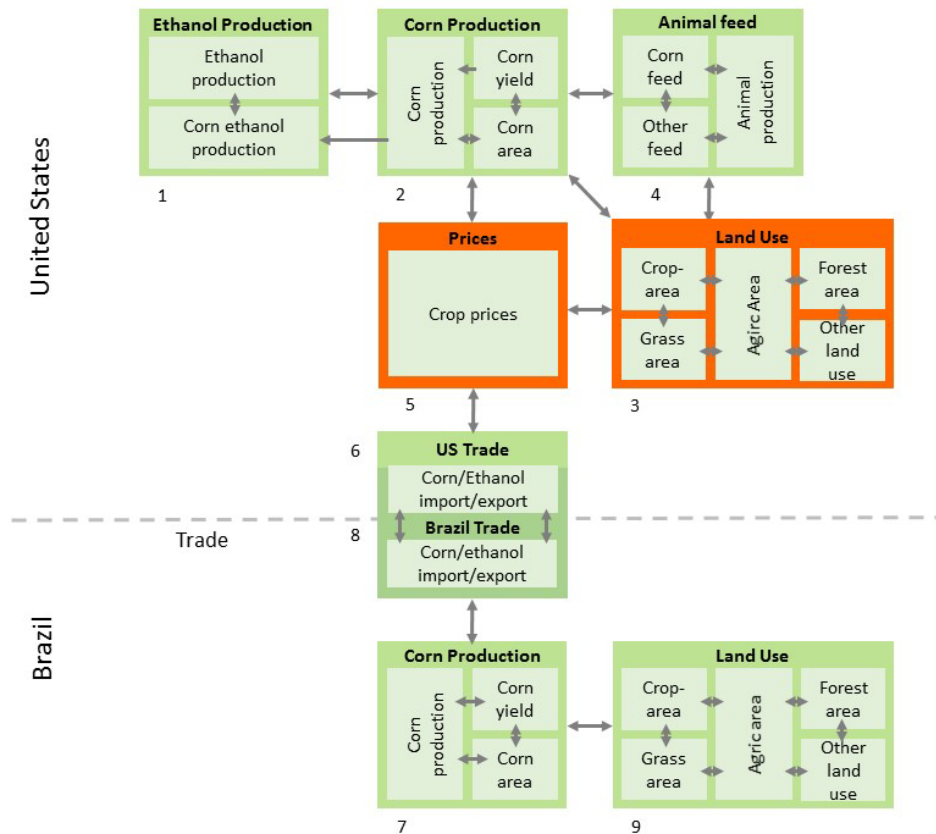 United States
Ethanol Production
Ethanol
production
Corn ethanol
production
1
Corn Production
Corn
production
Corn
yield
Corn
area
2
Animal feed
Corn
feed
Other
feed
Animal
production
4
Prices
Crop prices
5
Land Use
Crop-
area
Grass
area
Agirc Area
Forest
area
Other
land
use
3
6
US Trade
Corn/Ethanol
import/export
Trade
8
Brazil Trade
Corn/ethanol
import/export
Brazil
Corn Production
Corn
production
Corn
yield
Corn
area
7
Land Use
Crop-
area
Grass
area
Agric area
Forest
area
Other
land
use
9